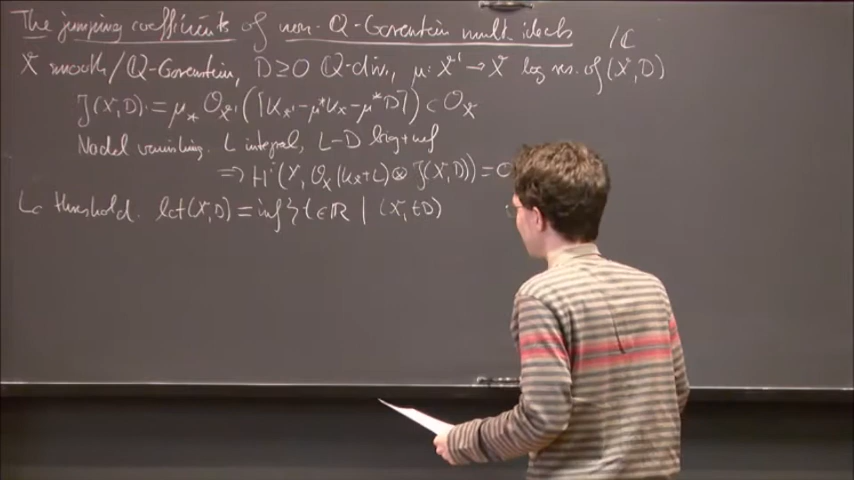 The jumping coefficients of non-Q-Gorenstein mult. ideals /ℂ
X smooth/Q-Gorenstein, D≥0 Q-div., μ: X' → X log res. of (X,D)
J(X,D) := μ_* O_X' (⌈K_X' - μ^*K_X - μ^*D⌉) ⊂ O_X
Nadel vanishing. L integral, L-D big+nef
⇒ H^i(X, O_X(K_X+L) ⊗ J(X,D)) = 0
Lc threshold. lct(X,D) = inf { t ∈ ℝ | (X,tD)